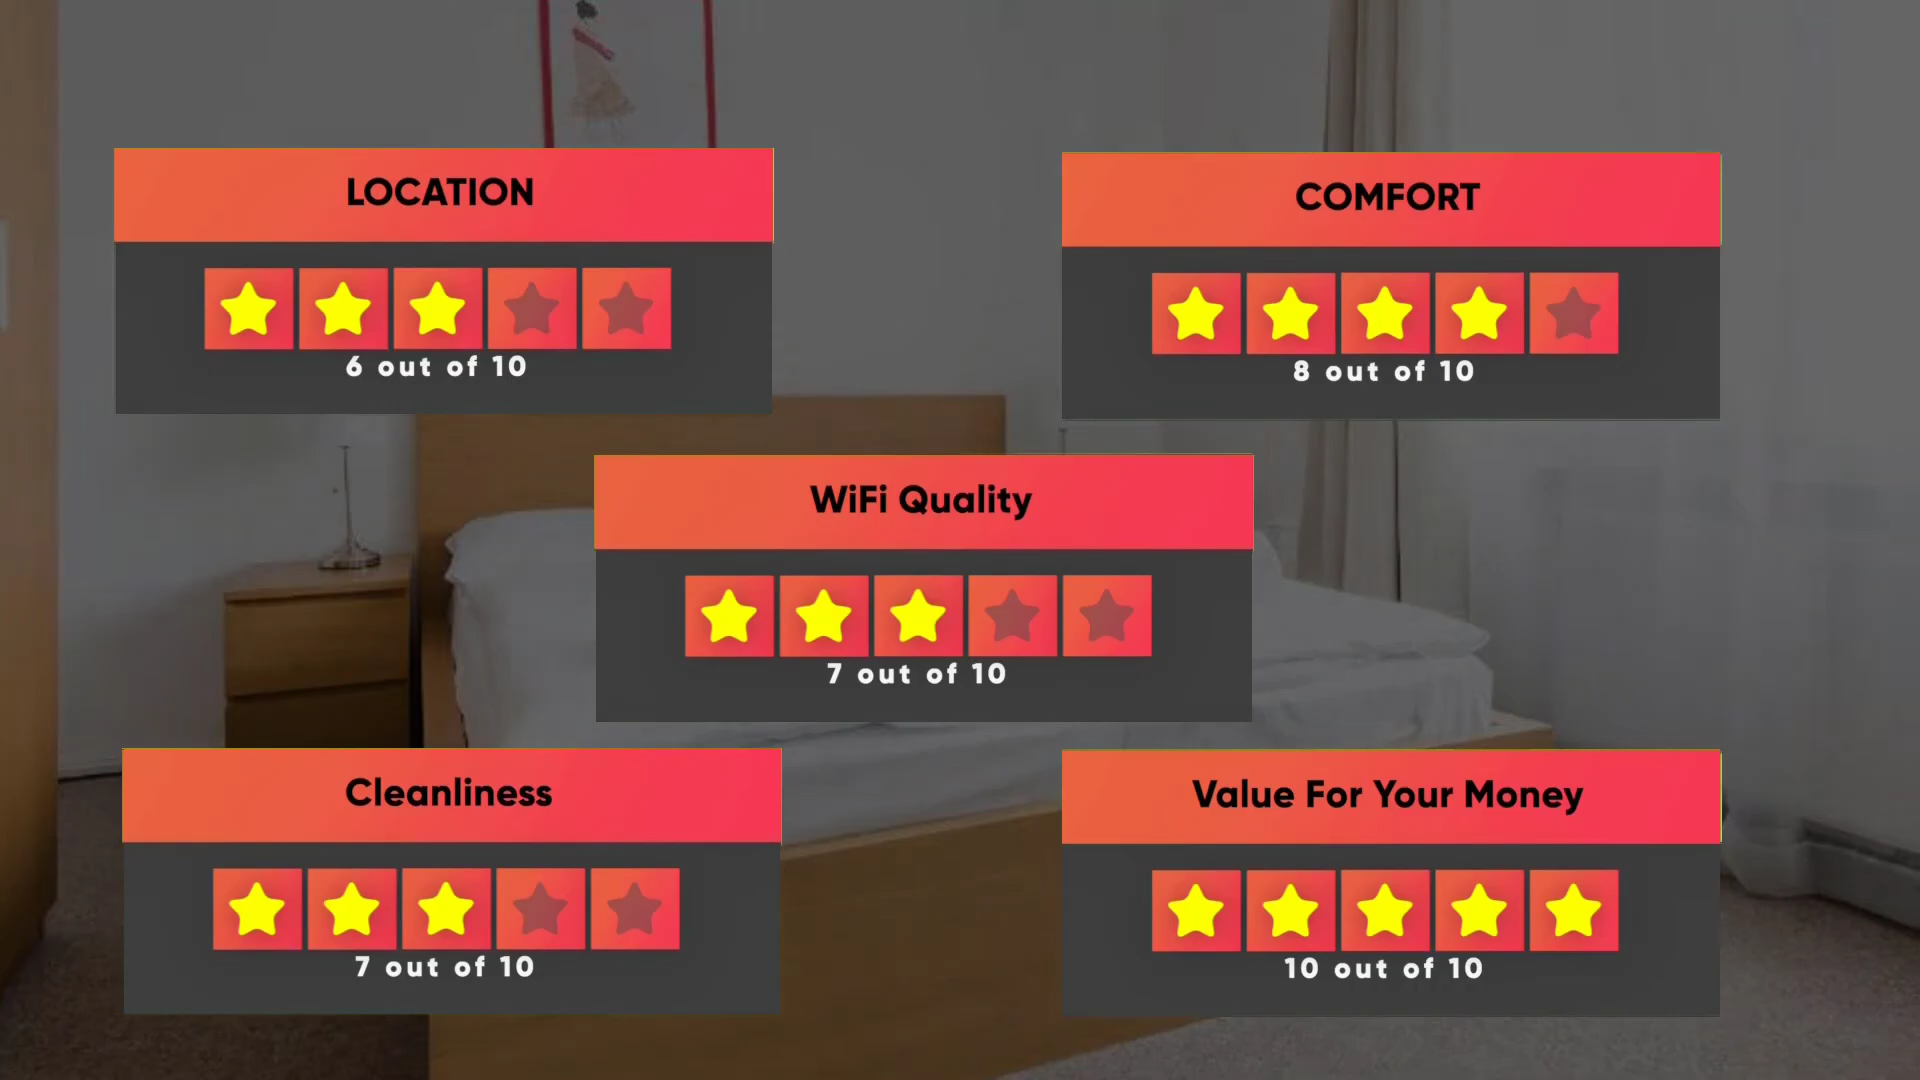 LOCATION
6 out of 10
COMFORT
8 out of 10
WiFi Quality
7 out of 10
Cleanliness
7 out of 10
Value For Your Money
10 out of 10